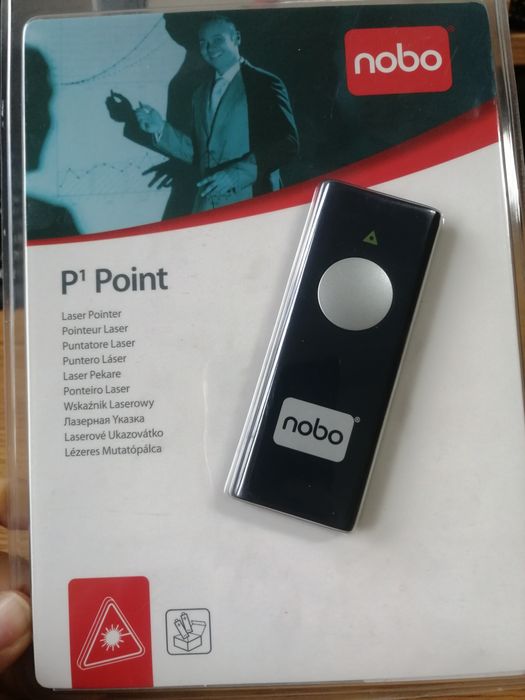 nobo®
P¹ Point
Laser Pointer
Pointeur Laser
Puntatore Laser
Puntero Láser
Laser Pekare
Ponteiro Laser
Wskaźnik Laserowy
Лазерная Указка
Laserové Ukazovátko
Lézeres Mutatópálca
nobo®